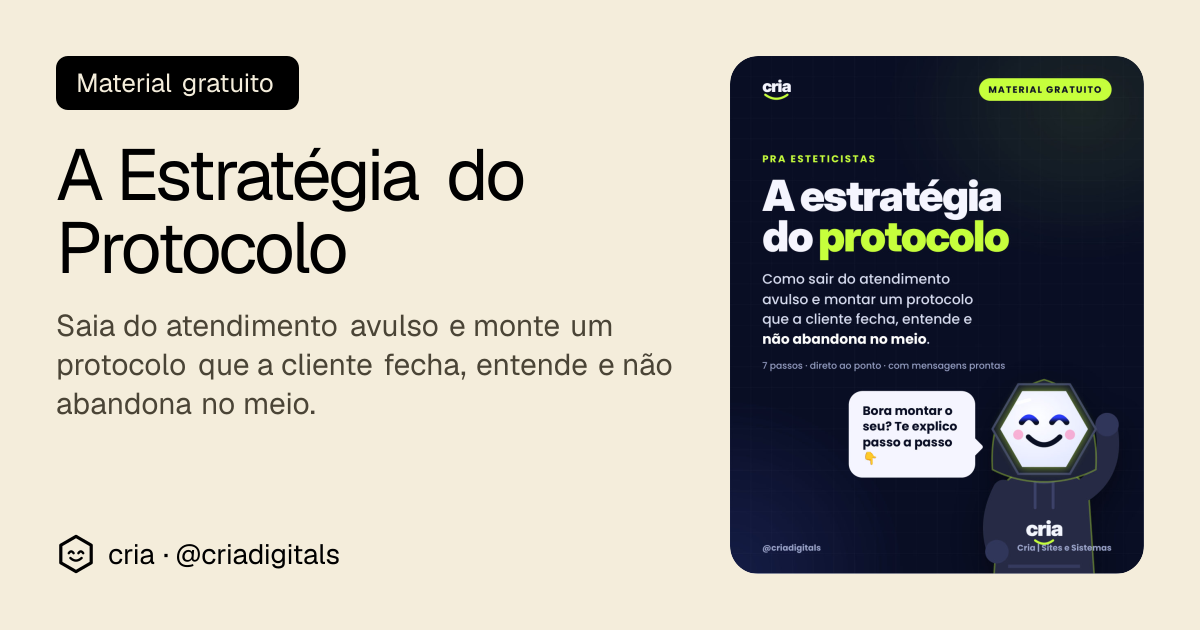 Material gratuito
A Estratégia do
Protocolo
Saia do atendimento avulso e monte um
protocolo que a cliente fecha, entende e não
abandona no meio.
cria · @criadigitals
cria
MATERIAL GRATUITO
PRA ESTETICISTAS
A estratégia
do protocolo
Como sair do atendimento
avulso e montar um protocolo
que a cliente fecha, entende e
não abandona no meio.
7 passos · direto ao ponto · com mensagens prontas
Bora montar o
seu? Te explico
passo a passo
👇
cria
@criadigitals
Cria | Sites e Sistemas